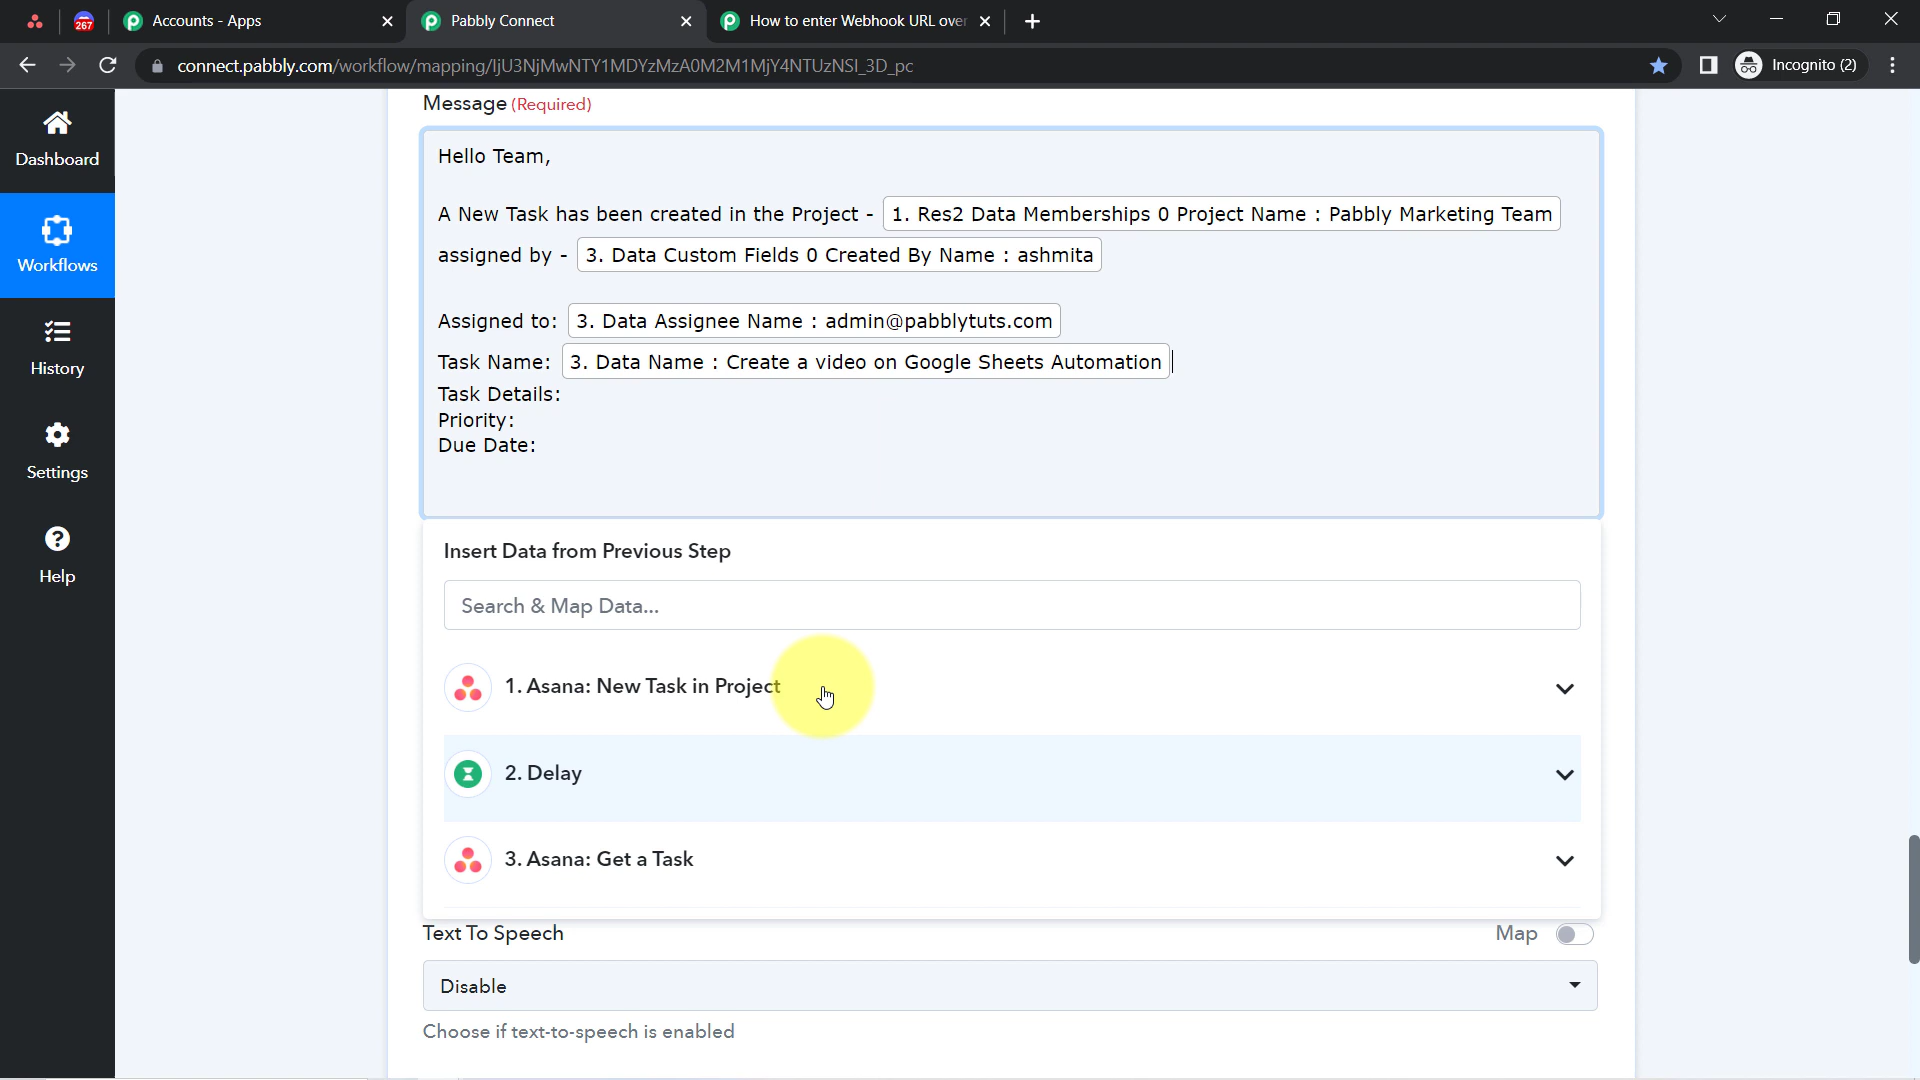 267
Accounts - Apps
Pabbly Connect
How to enter Webhook URL over
connect.pabbly.com/workflow/mapping/IjU3NjMwNTY1MDYzMzA0M2M1MjY4NTUzNSI_3D_pc
Incognito (2)
Dashboard
Workflows
History
Settings
Help
Message (Required)
Hello Team,
A New Task has been created in the Project - 1. Res2 Data Memberships 0 Project Name : Pabbly Marketing Team
assigned by - 3. Data Custom Fields 0 Created By Name : ashmita
Assigned to: 3. Data Assignee Name : admin@pabblytuts.com
Task Name: 3. Data Name : Create a video on Google Sheets Automation
Task Details:
Priority:
Due Date:
Insert Data from Previous Step
Search & Map Data...
1. Asana: New Task in Project
2. Delay
3. Asana: Get a Task
Text To Speech
Map
Disable
Choose if text-to-speech is enabled